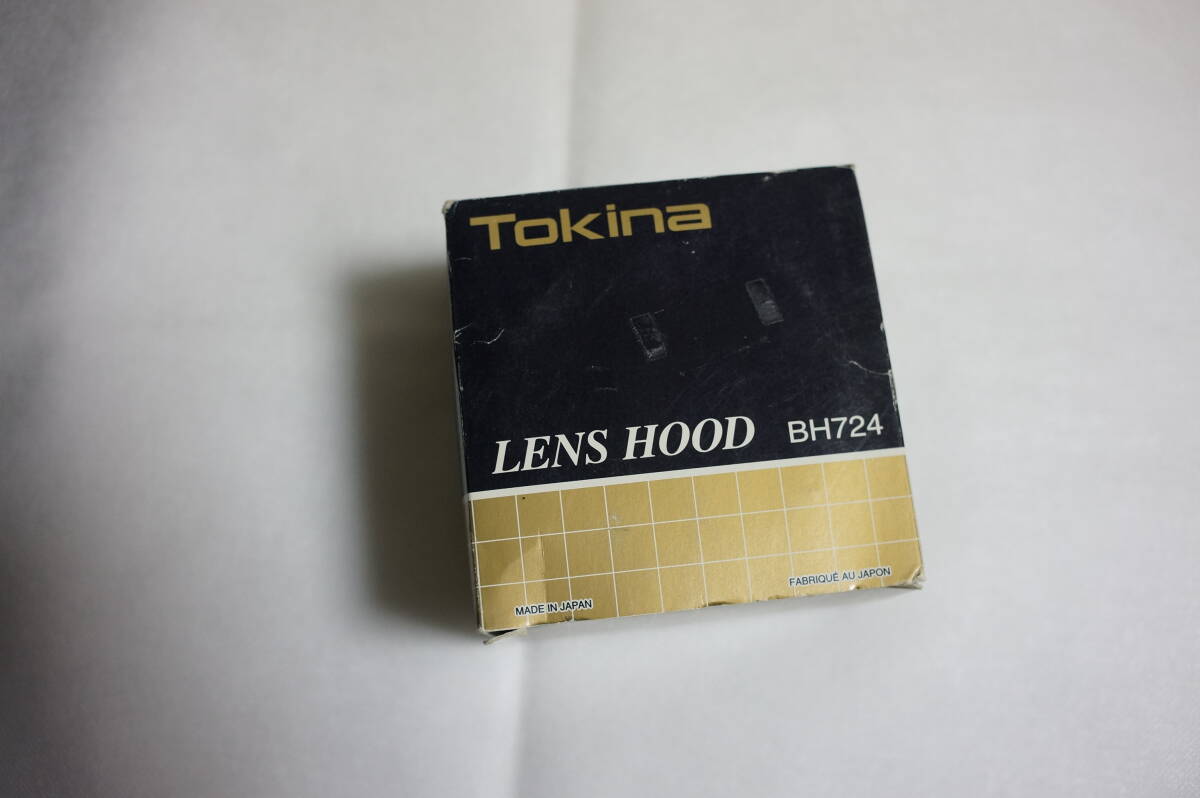 Tokina
LENS HOOD BH724
MADE IN JAPAN
FABRIQUÉ AU JAPON